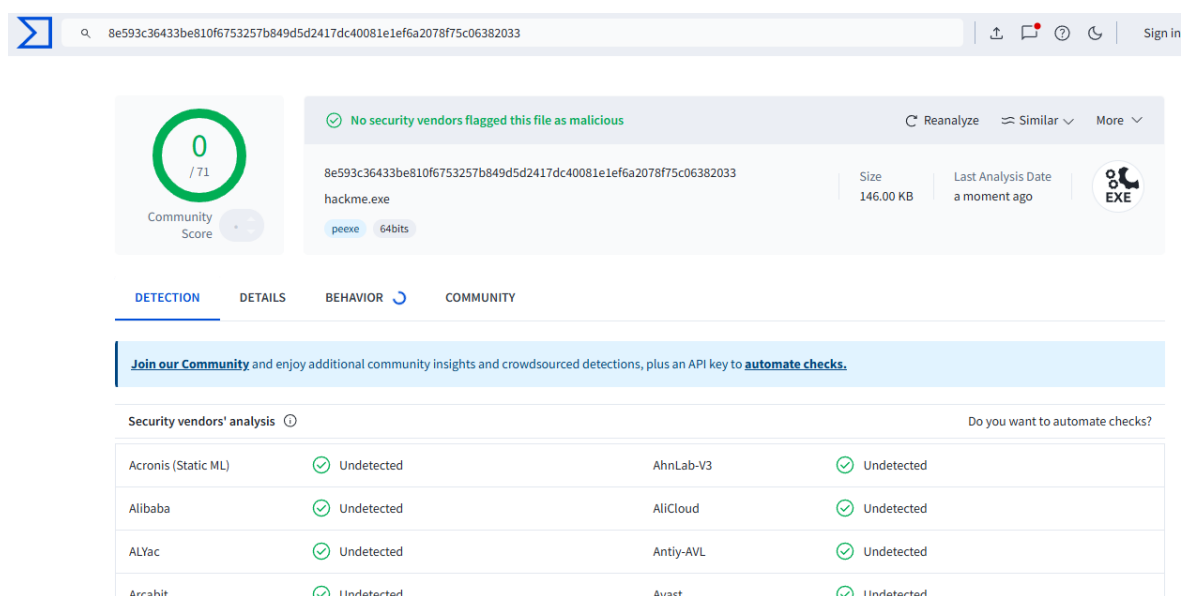 8e593c36433be810f6753257b849d5d2417dc40081e1ef6a2078f75c06382033
Sign in
0
/ 71
Community
Score
No security vendors flagged this file as malicious
Reanalyze
Similar
More
8e593c36433be810f6753257b849d5d2417dc40081e1ef6a2078f75c06382033
hackme.exe
peexe
64bits
Size
146.00 KB
Last Analysis Date
a moment ago
EXE
DETECTION
DETAILS
BEHAVIOR
COMMUNITY
Join our Community and enjoy additional community insights and crowdsourced detections, plus an API key to automate checks.
Security vendors' analysis
Do you want to automate checks?
Acronis (Static ML) Undetected AhnLab-V3 Undetected
Alibaba Undetected AliCloud Undetected
ALYac Undetected Antiy-AVL Undetected
Arcabit Undetected Avast Undetected